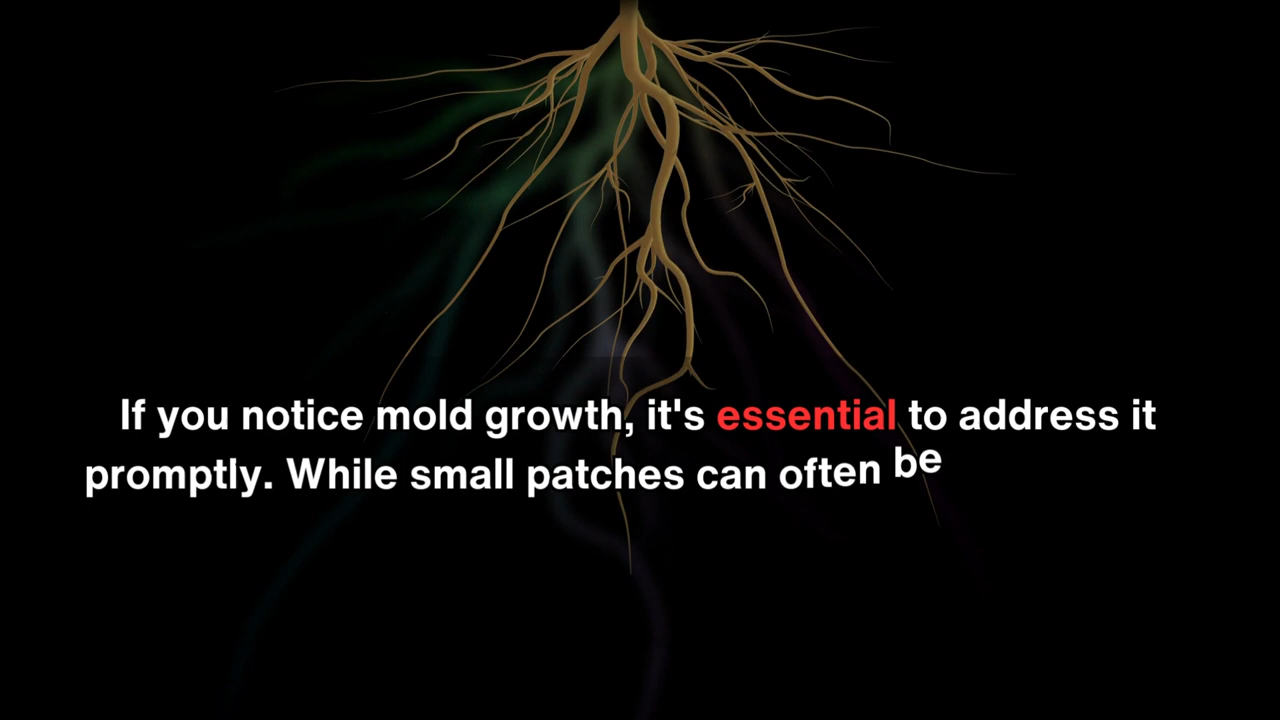 If you notice mold growth, it's essential to address it
promptly. While small patches can often be